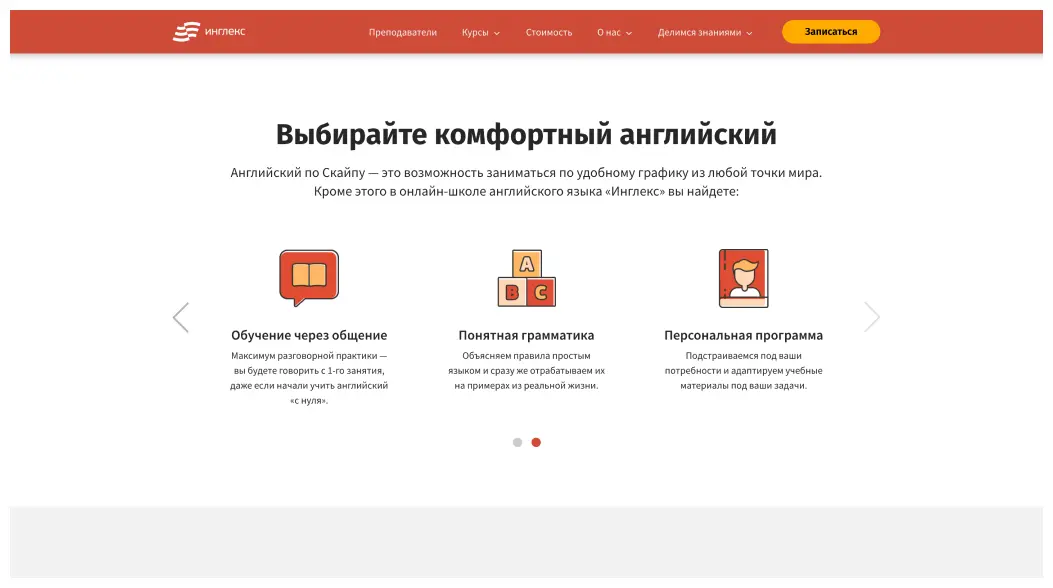 инглекс
Преподаватели Курсы Стоимость О нас Делимся знаниями Записаться
Выбирайте комфортный английский
Английский по Скайпу — это возможность заниматься по удобному графику из любой точки мира.
Кроме этого в онлайн-школе английского языка «Инглекс» вы найдете:
A
B C
Обучение через общение
Максимум разговорной практики —
вы будете говорить с 1-го занятия,
даже если начали учить английский
«с нуля».
Понятная грамматика
Объясняем правила простым
языком и сразу же отрабатываем их
на примерах из реальной жизни.
Персональная программа
Подстраиваемся под ваши
потребности и адаптируем учебные
материалы под ваши задачи.